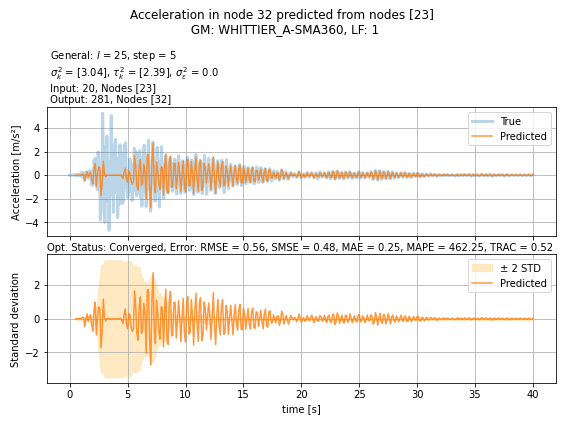 Acceleration in node 32 predicted from nodes [23]
GM: WHITTIER_A-SMA360, LF: 1
General: l = 25, step = 5
σ²ₖ = [3.04], τ²ₖ = [2.39], σ²ε = 0.0
Input: 20, Nodes [23]
Output: 281, Nodes [32]
Acceleration [m/s²]
4
2
0
−2
−4
True
Predicted
Opt. Status: Converged, Error: RMSE = 0.56, SMSE = 0.48, MAE = 0.25, MAPE = 462.25, TRAC = 0.52
Standard deviation
2
0
−2
± 2 STD
Predicted
0 5 10 15 20 25 30 35 40
time [s]